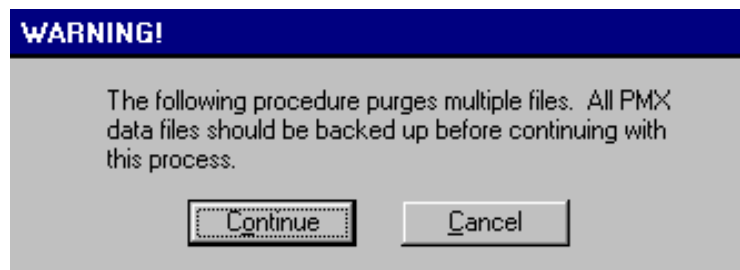 WARNING!
The following procedure purges multiple files.  All PMX
data files should be backed up before continuing with
this process.
Continue Cancel